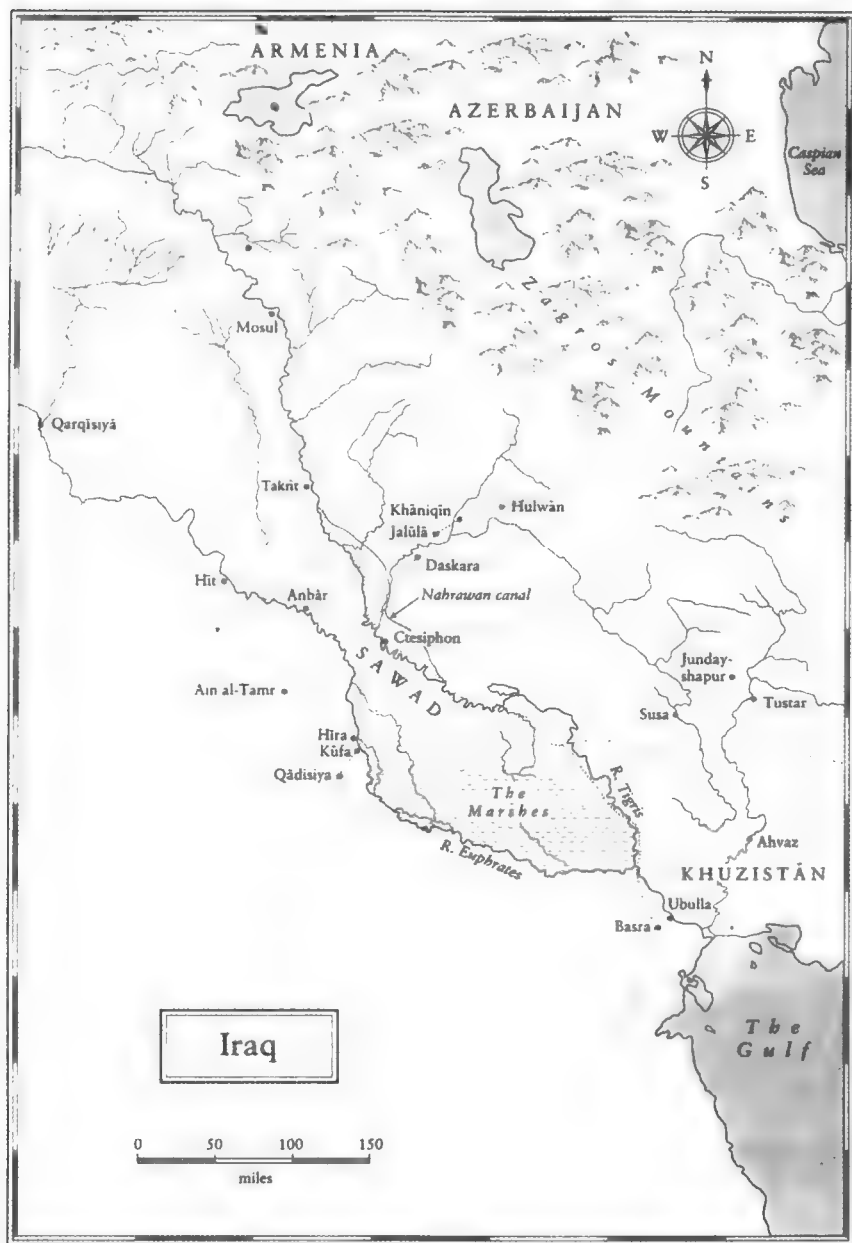 ARMENIA
AZERBAIJAN
N
W
E
S
Caspian
Sea
Zagros Mountains
Mosul
Qarqīsiyā
Takrīt
Khāniqīn
Hulwān
Jalūlā
Daskara
Hīt
Nahrawan canal
Anbār
Ctesiphon
SAWAD
Junday-
shapur
Ain al-Tamr
Tustar
Susa
Hīra
Kūfa
Qādisiya
The
Marshes
R. Tigris
R. Euphrates
Ahvaz
KHUZISTĀN
Ubulla
Basra
The
Gulf
Iraq
0 50 100 150
miles